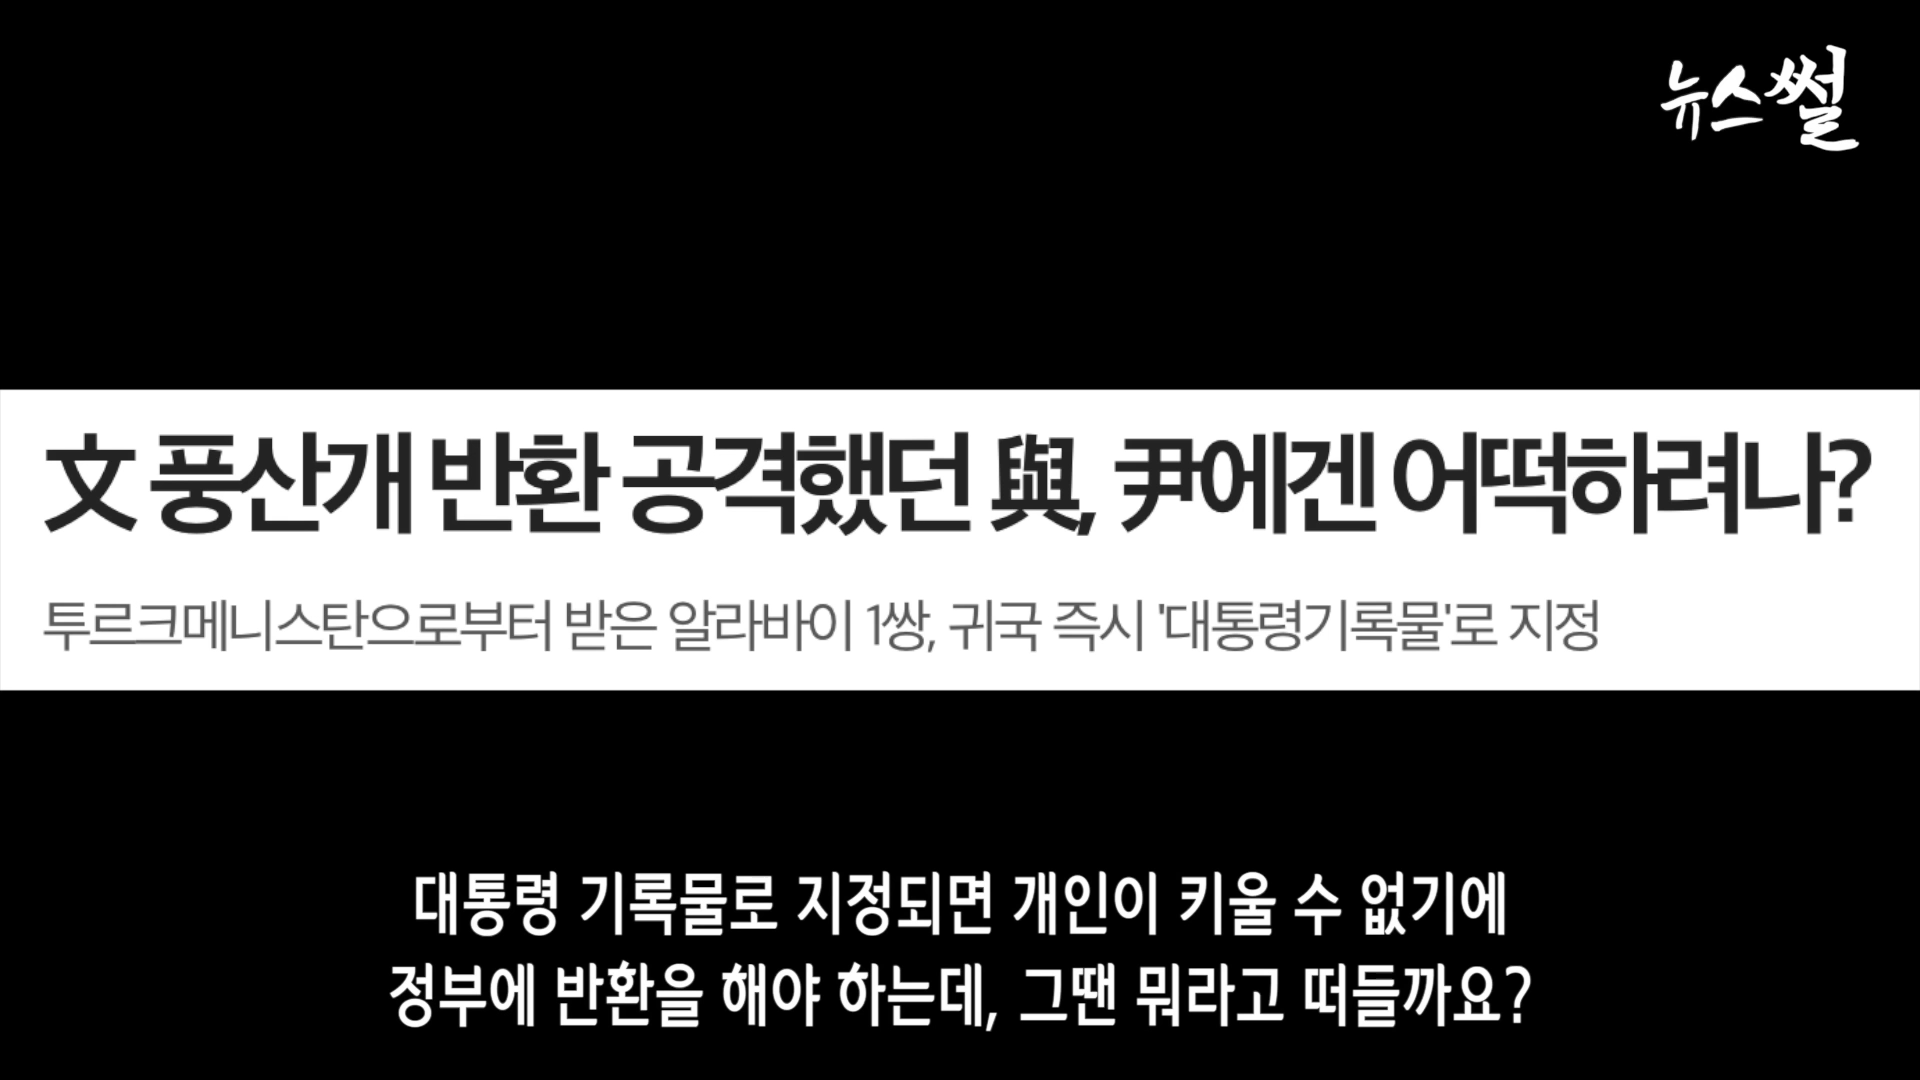 뉴스썰
文 풍산개 반환 공격했던 與, 尹에겐 어떡하려나?
투르크메니스탄으로부터 받은 알라바이 1쌍, 귀국 즉시 '대통령기록물'로 지정
대통령 기록물로 지정되면 개인이 키울 수 없기에
정부에 반환을 해야 하는데, 그땐 뭐라고 떠들까요?